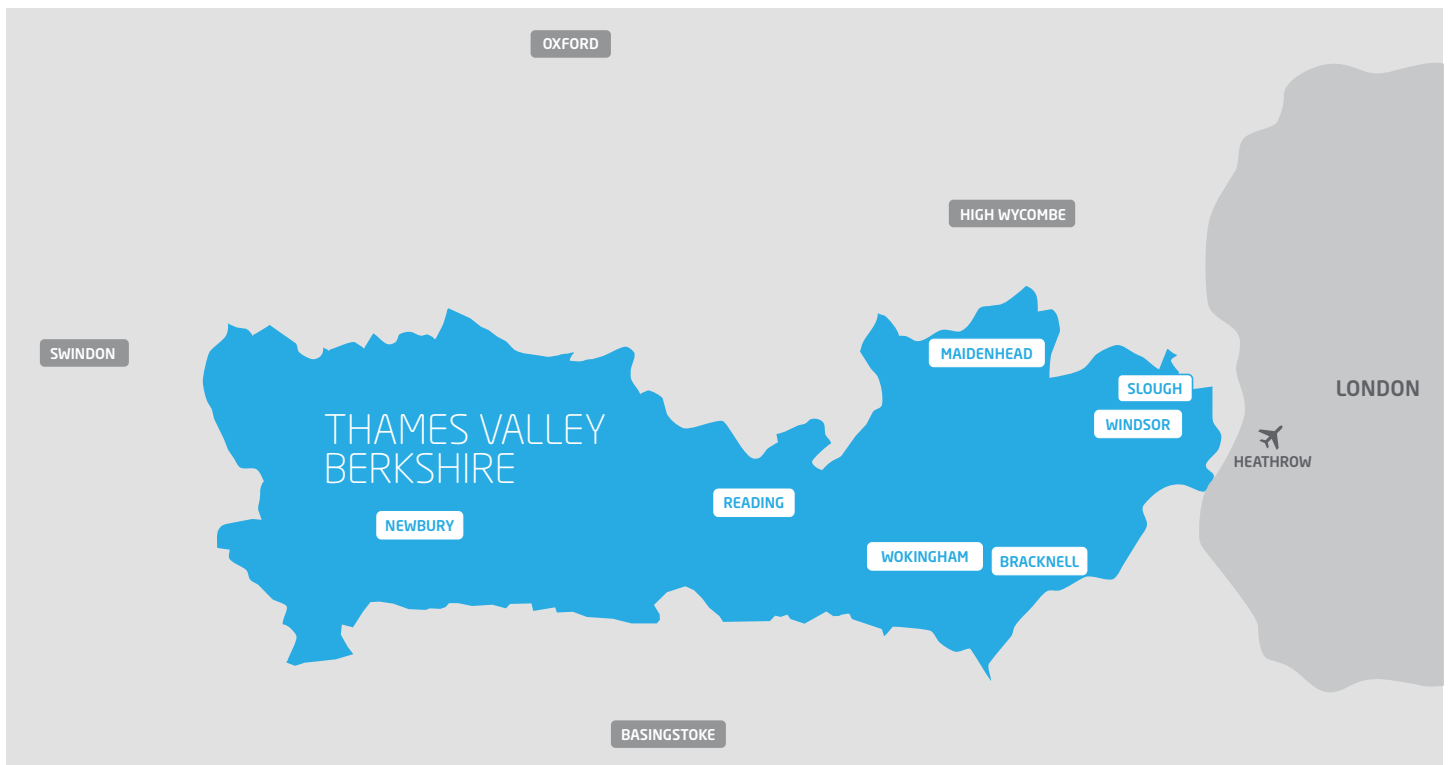 OXFORD
HIGH WYCOMBE
SWINDON
MAIDENHEAD
SLOUGH
LONDON
WINDSOR
THAMES VALLEY
BERKSHIRE
HEATHROW
READING
NEWBURY
WOKINGHAM
BRACKNELL
BASINGSTOKE